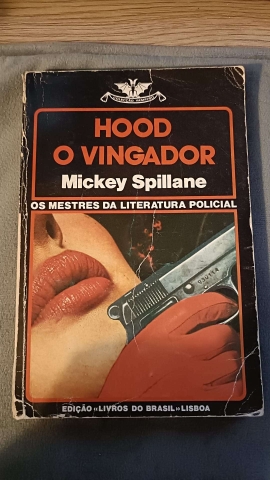 HOOD
O VINGADOR
Mickey Spillane
OS MESTRES DA LITERATURA POLICIAL
EDIÇÃO «LIVROS DO BRASIL» LISBOA